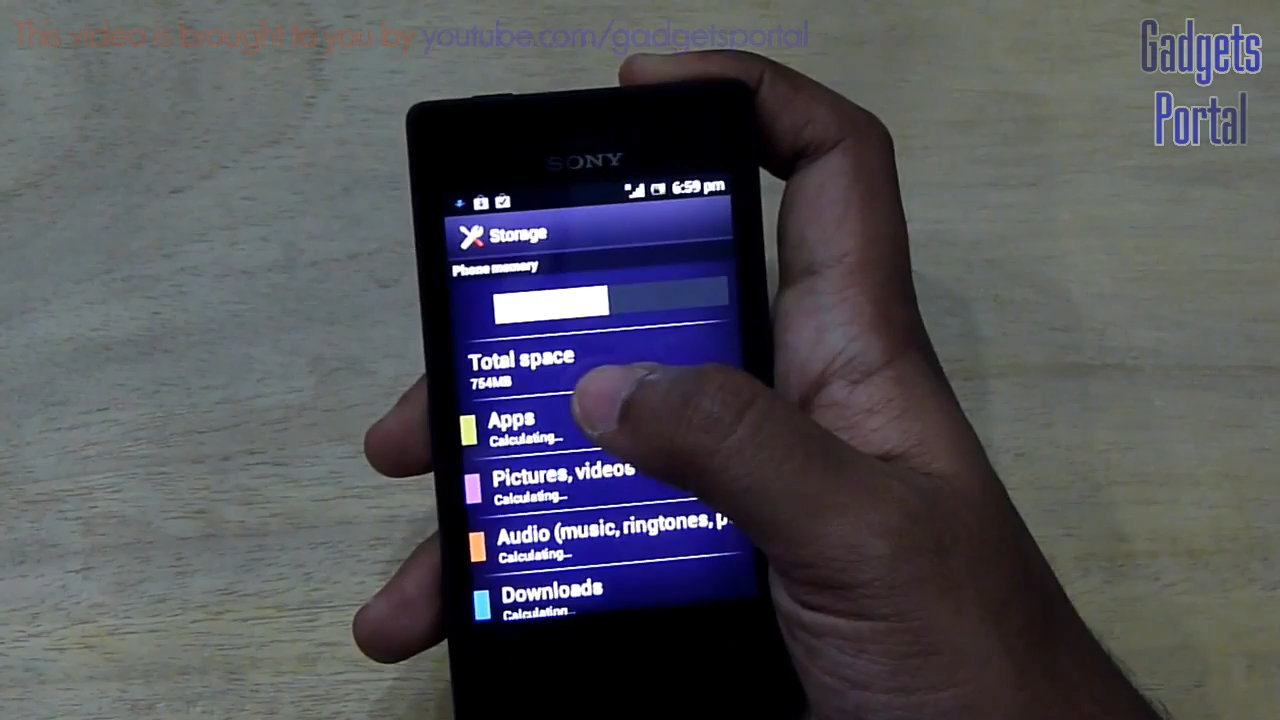 This video is brought to you by youtube.com/gadgetsportal
Gadgets
Portal
SONY
6:59 pm
Storage
Phone memory
Total space
754MB
Apps
Calculating...
Pictures, videos
Calculating...
Audio (music, ringtones,
Calculating...
Downloads
Calculating...